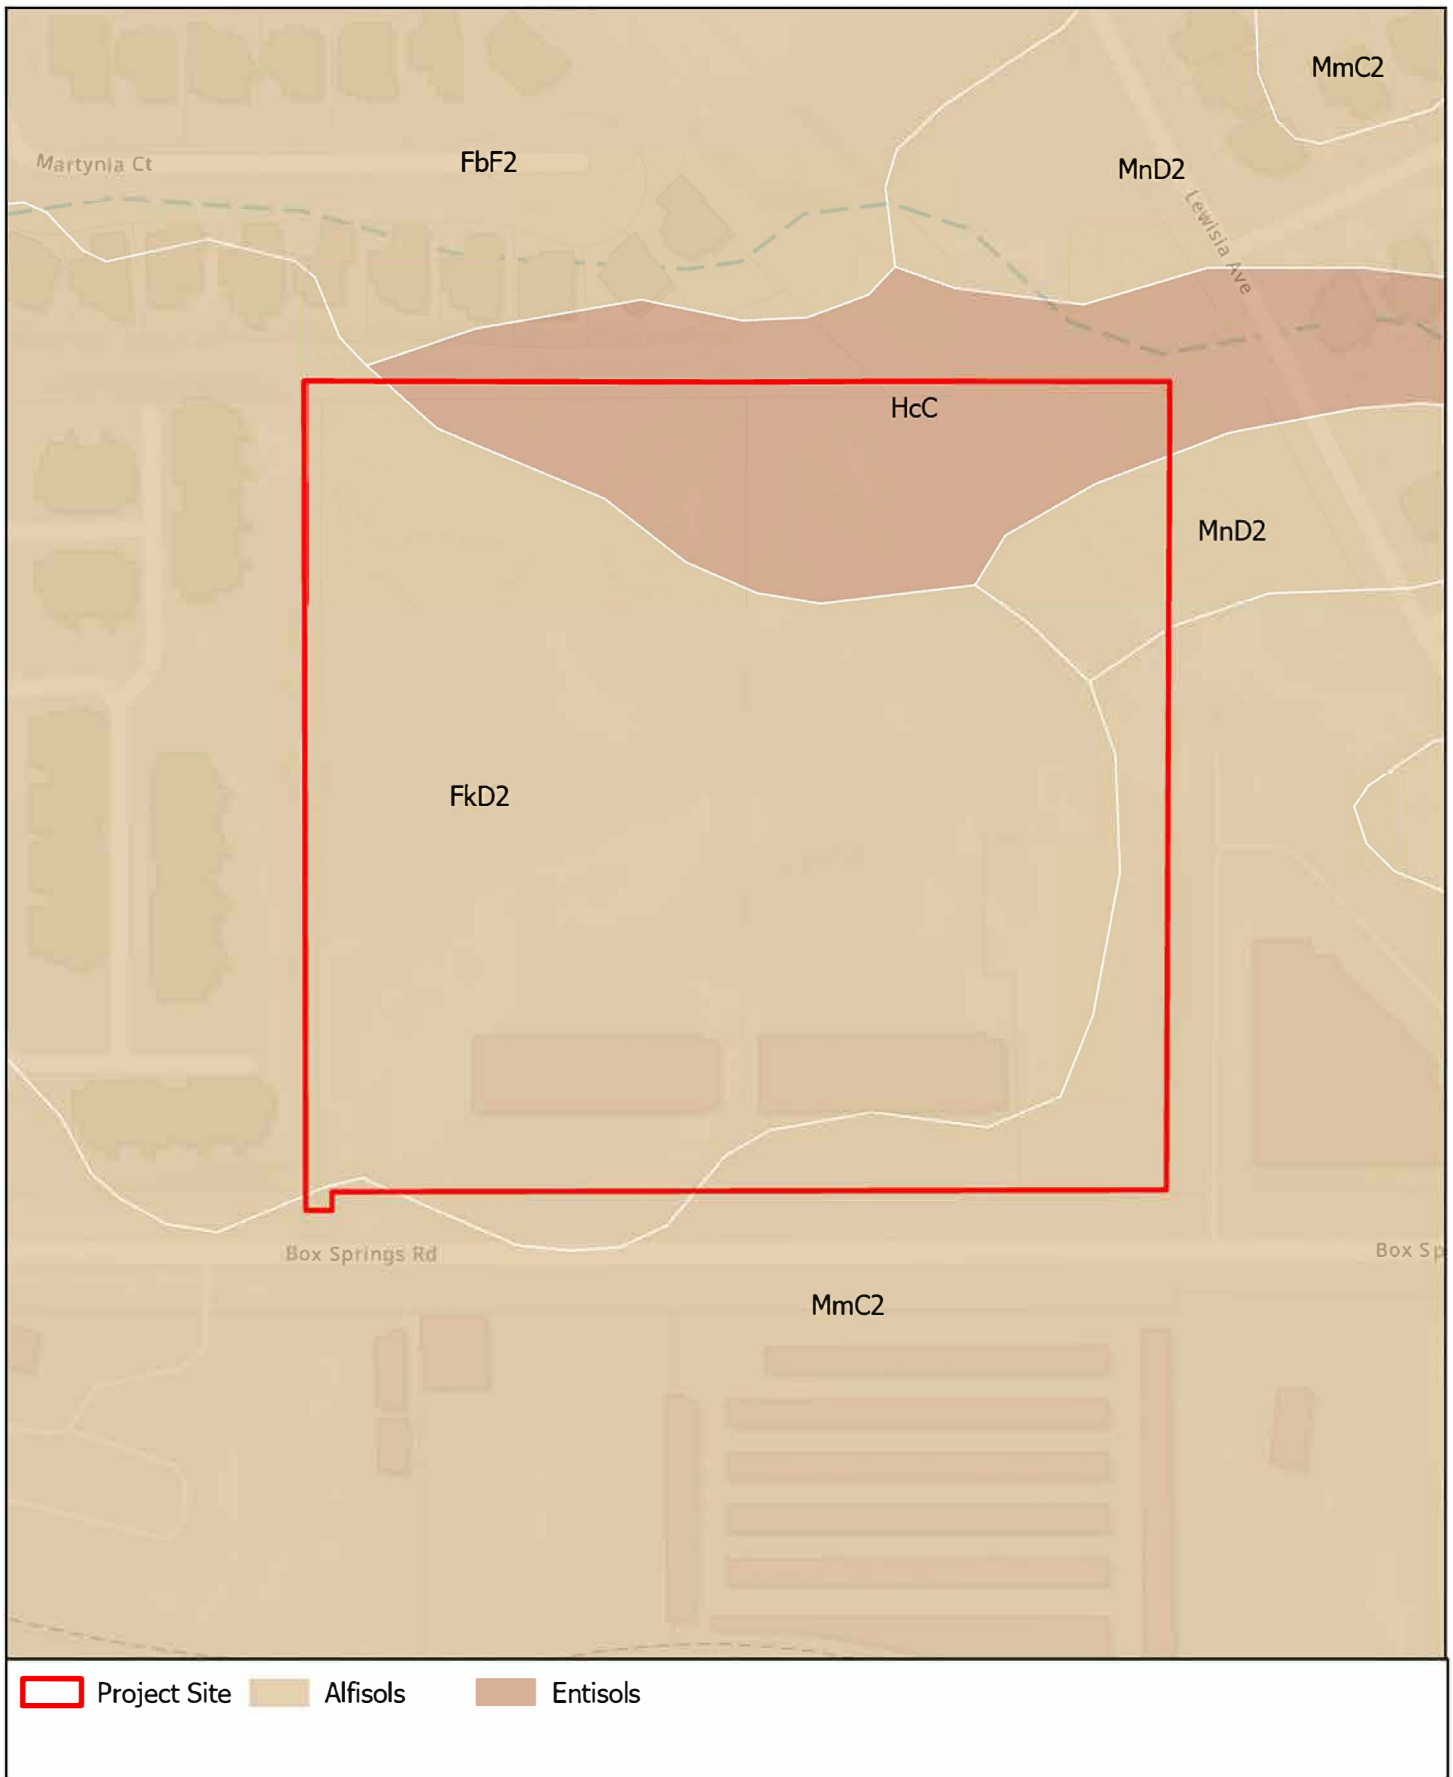 MmC2
Martynia Ct
FbF2
MnD2
Lewisia Ave
HcC
MnD2
FkD2
Box Springs Rd
Box Sp
MmC2
Project Site
Alfisols
Entisols